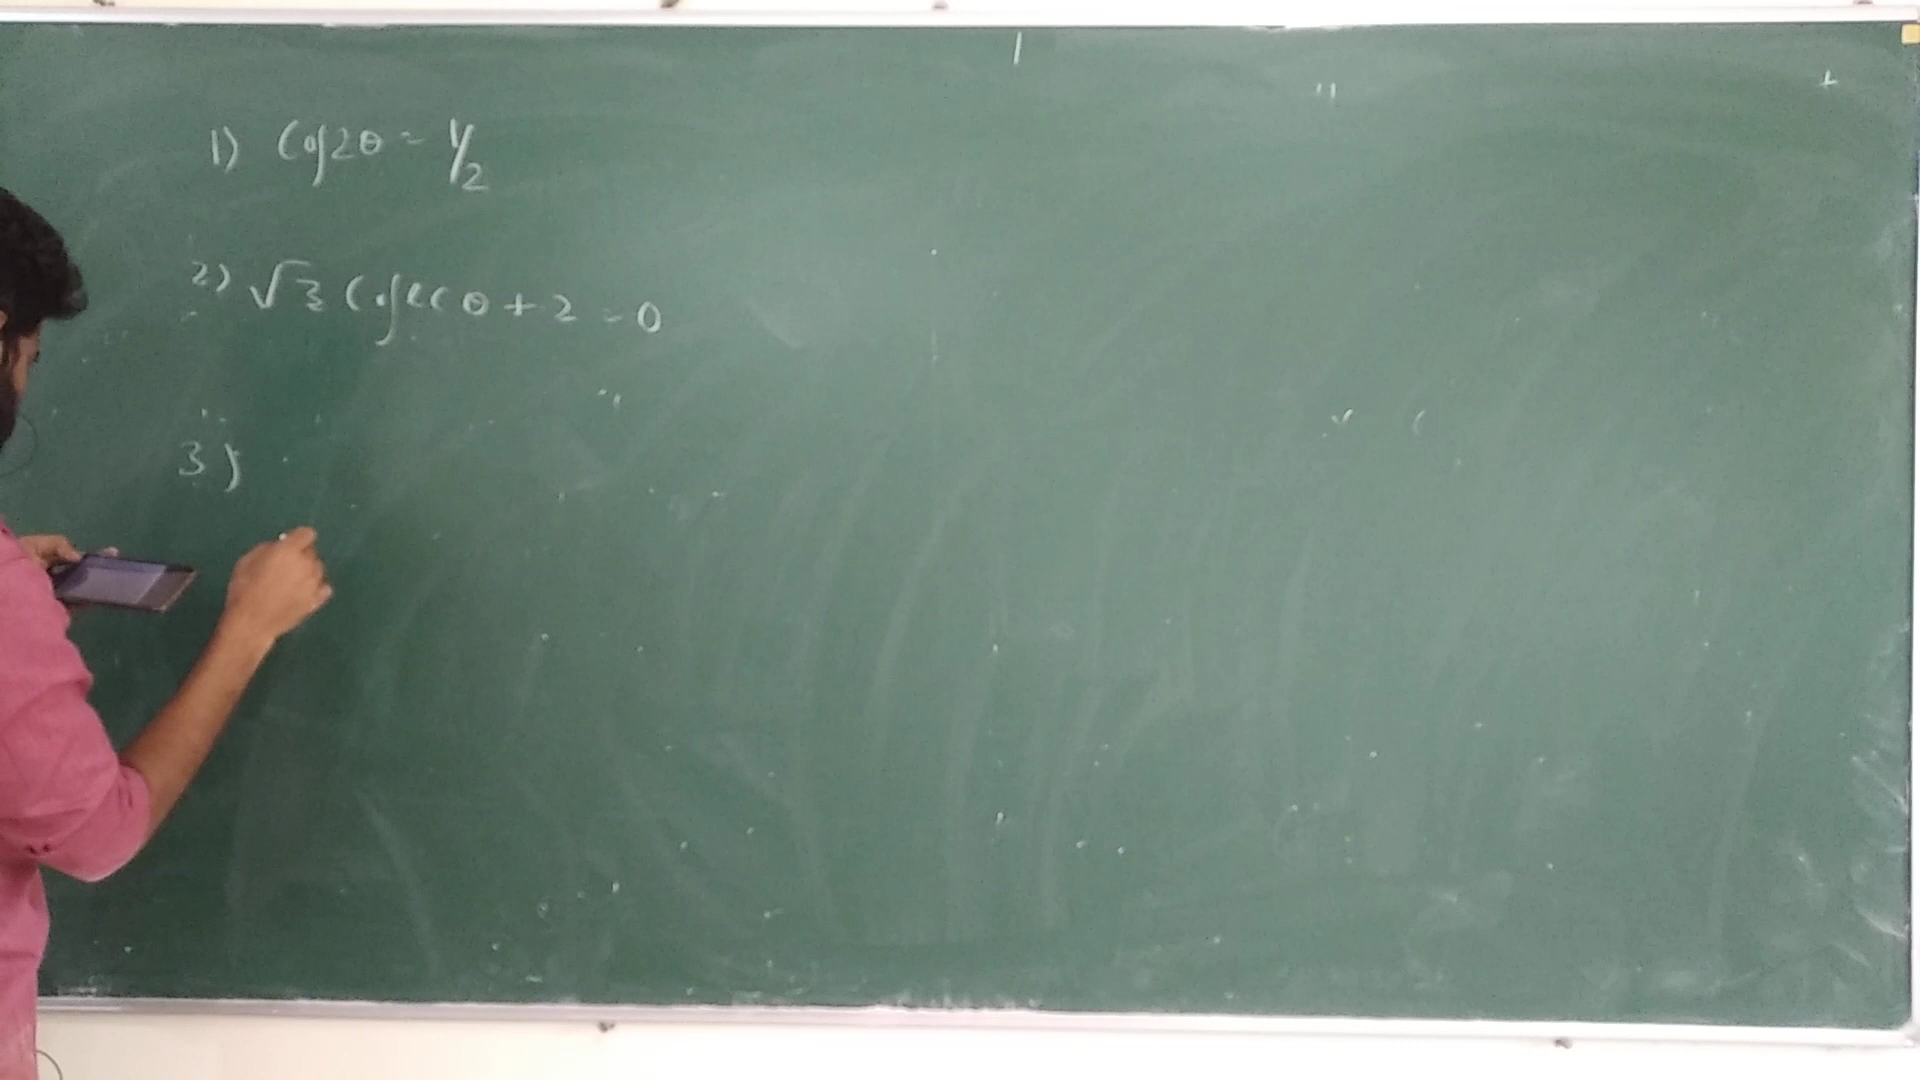 1) Cos2θ = 1/2
2) √3 Cosecθ + 2 = 0
3)